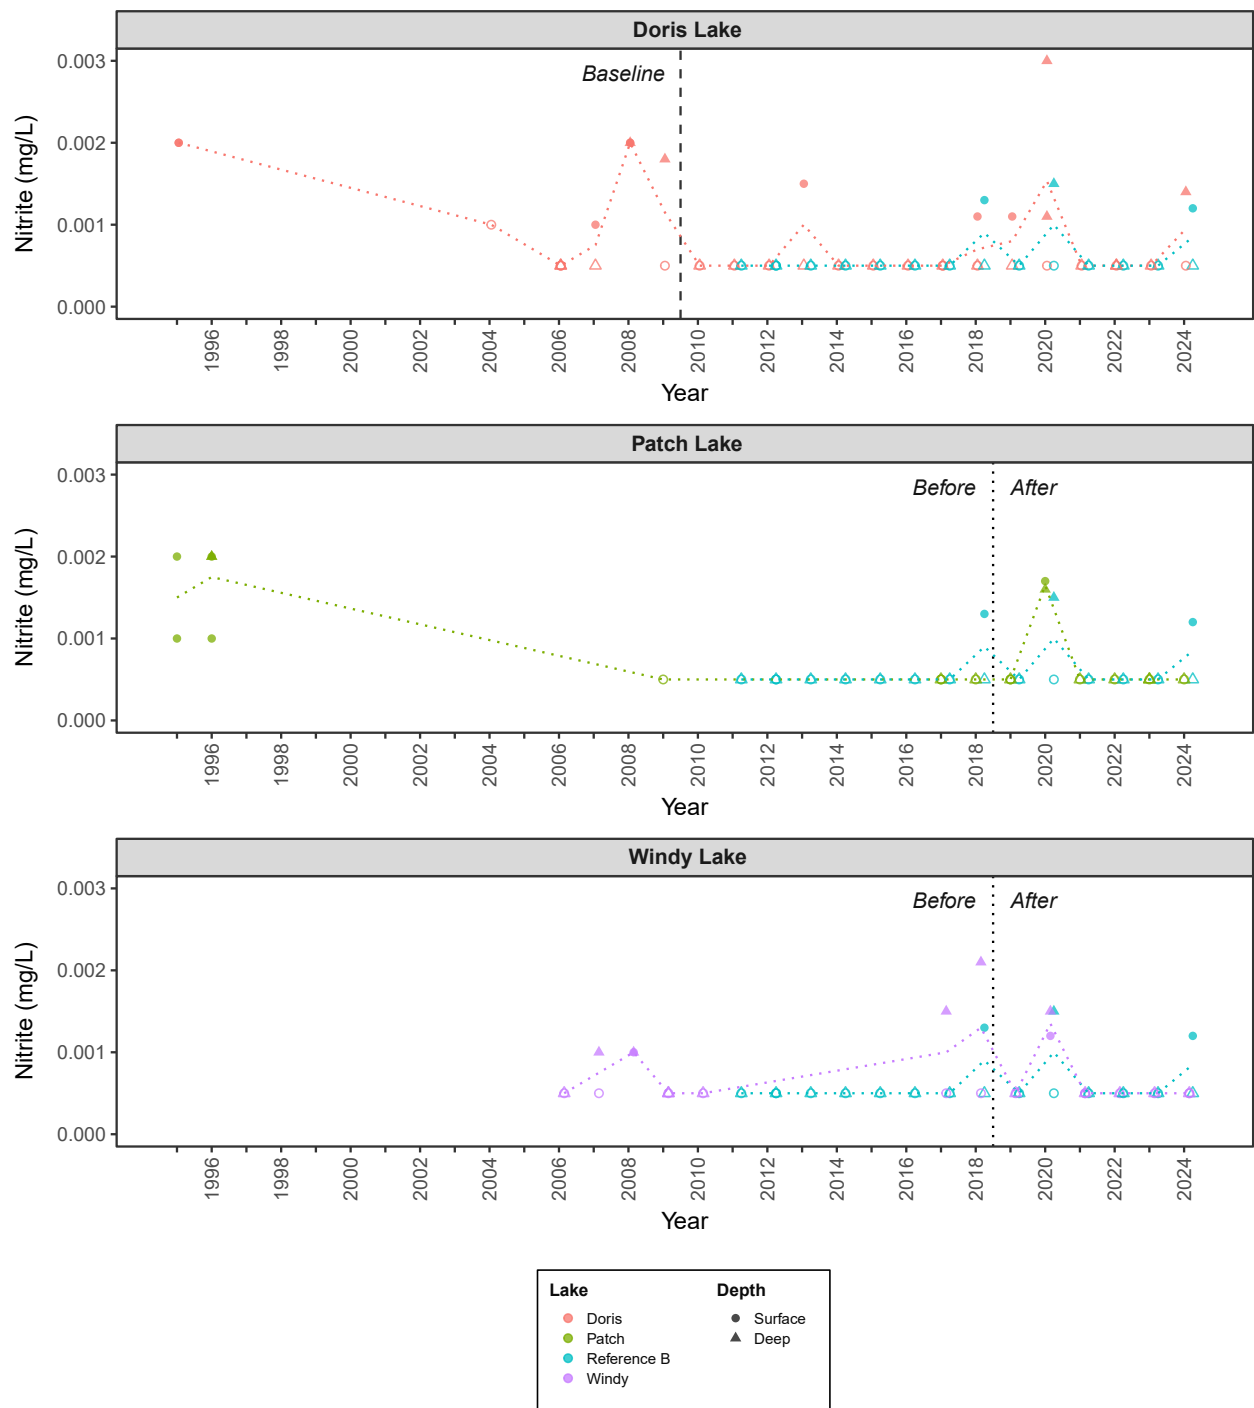 Doris Lake
Nitrite (mg/L)
0.003
0.002
0.001
0.000
Baseline
1996 1998 2000 2002 2004 2006 2008 2010 2012 2014 2016 2018 2020 2022 2024
Year
Patch Lake
Nitrite (mg/L)
0.003
0.002
0.001
0.000
Before After
1996 1998 2000 2002 2004 2006 2008 2010 2012 2014 2016 2018 2020 2022 2024
Year
Windy Lake
Nitrite (mg/L)
0.003
0.002
0.001
0.000
Before After
1996 1998 2000 2002 2004 2006 2008 2010 2012 2014 2016 2018 2020 2022 2024
Year
Lake
Doris
Patch
Reference B
Windy
Depth
Surface
Deep